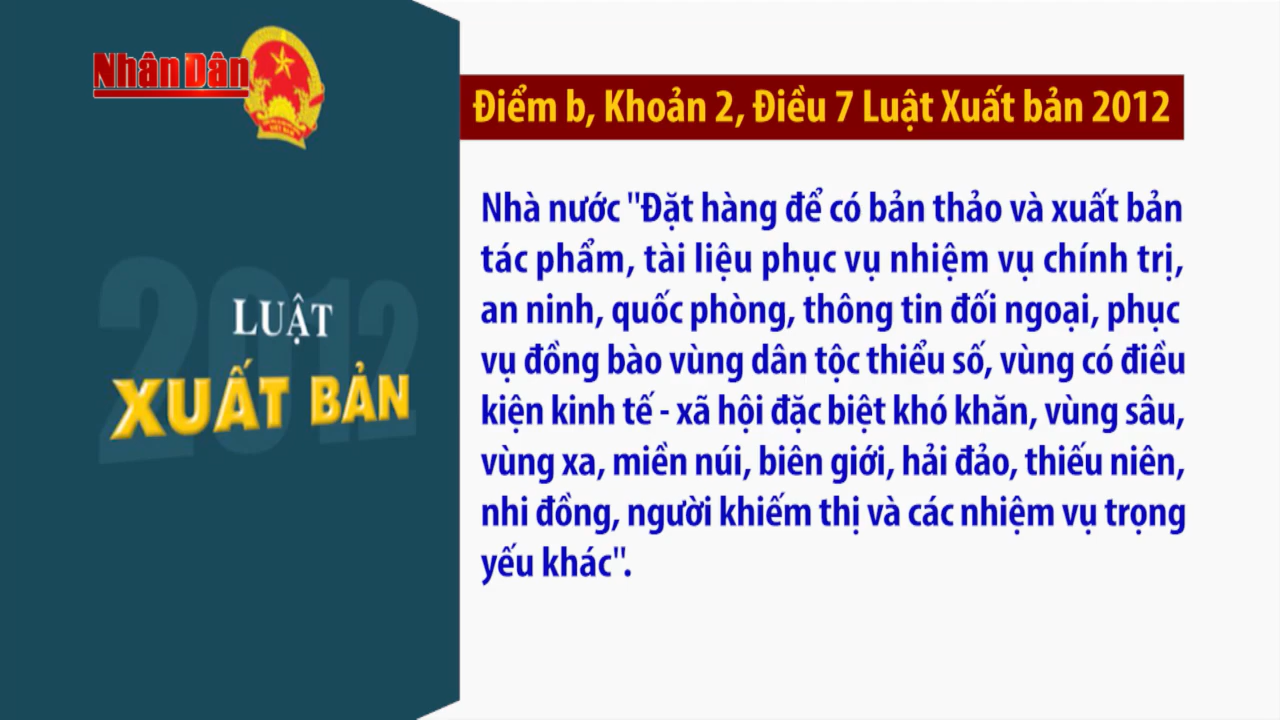 Nhân Dân
Điểm b, Khoản 2, Điều 7 Luật Xuất bản 2012
Nhà nước "Đặt hàng để có bản thảo và xuất bản
tác phẩm, tài liệu phục vụ nhiệm vụ chính trị,
an ninh, quốc phòng, thông tin đối ngoại, phục
vụ đồng bào vùng dân tộc thiểu số, vùng có điều
kiện kinh tế - xã hội đặc biệt khó khăn, vùng sâu,
vùng xa, miền núi, biên giới, hải đảo, thiếu niên,
nhi đồng, người khiếm thị và các nhiệm vụ trọng
yếu khác".
2012
LUẬT
XUẤT BẢN